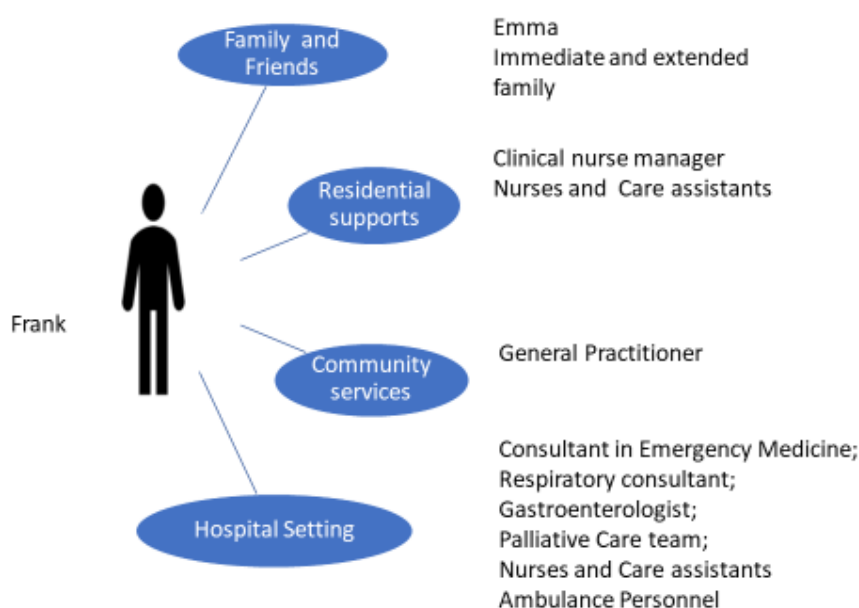 Family and
Friends
Emma
Immediate and extended
family
Residential
supports
Clinical nurse manager
Nurses and Care assistants
Frank
Community
services
General Practitioner
Hospital Setting
Consultant in Emergency Medicine;
Respiratory consultant;
Gastroenterologist;
Palliative Care team;
Nurses and Care assistants
Ambulance Personnel